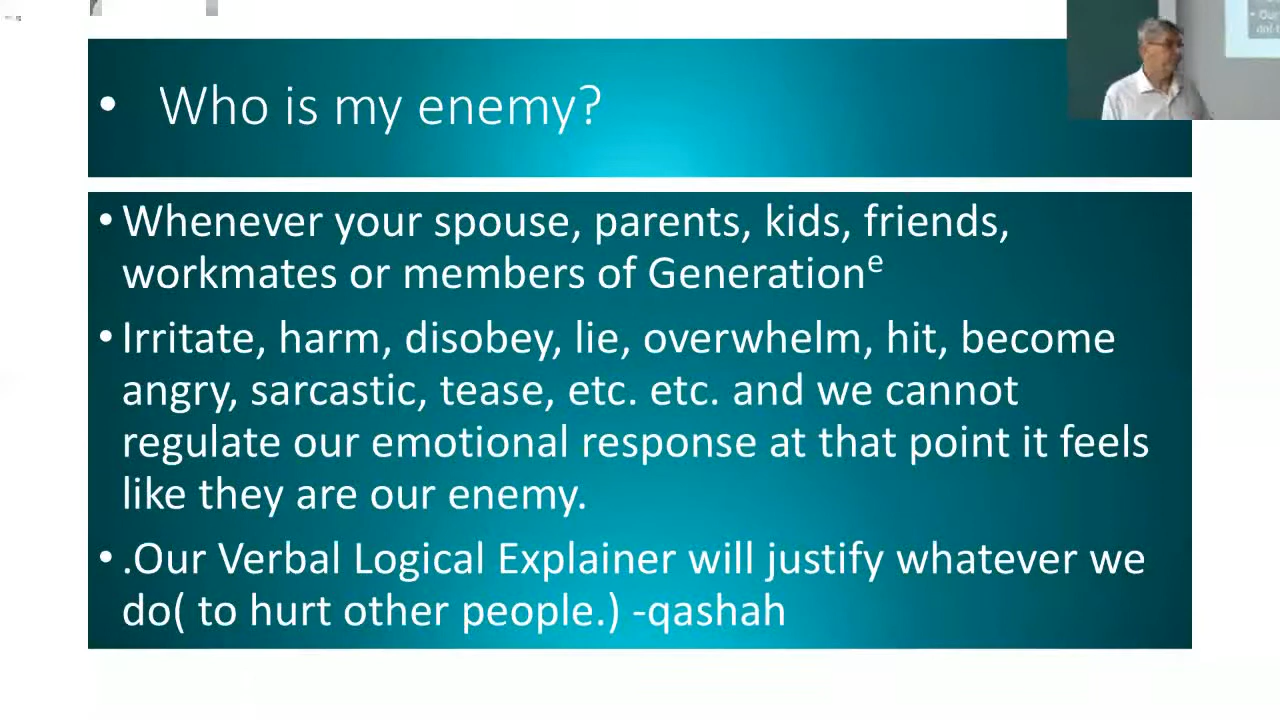 • Who is my enemy?
• Whenever your spouse, parents, kids, friends,
workmates or members of Generationᵉ
• Irritate, harm, disobey, lie, overwhelm, hit, become
angry, sarcastic, tease, etc. etc. and we cannot
regulate our emotional response at that point it feels
like they are our enemy.
• .Our Verbal Logical Explainer will justify whatever we
do( to hurt other people.) -qashah